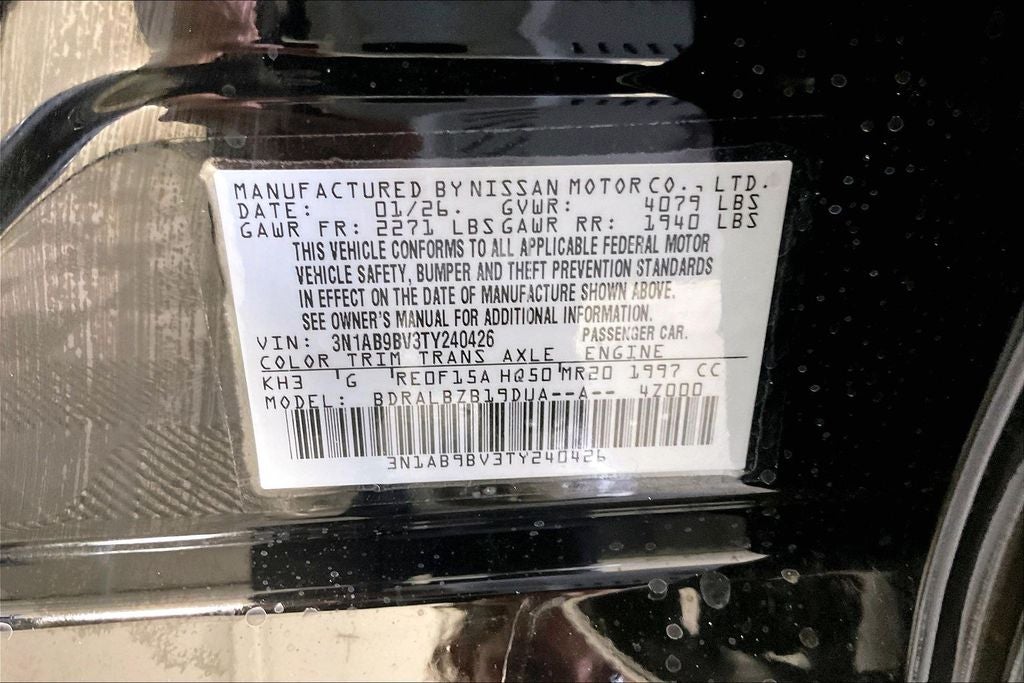 MANUFACTURED BY NISSAN MOTOR CO., LTD.
DATE: 01/26. GVWR: 4079 LBS
GAWR FR: 2271 LBS GAWR RR: 1940 LBS
THIS VEHICLE CONFORMS TO ALL APPLICABLE FEDERAL MOTOR
VEHICLE SAFETY, BUMPER AND THEFT PREVENTION STANDARDS
IN EFFECT ON THE DATE OF MANUFACTURE SHOWN ABOVE.
SEE OWNER'S MANUAL FOR ADDITIONAL INFORMATION.
VIN: 3N1AB9BV3TY240426 PASSENGER CAR.
COLOR TRIM TRANS AXLE ENGINE
KH3 G RE0F15A HQ50 MR20 1997 CC
MODEL: BDRALBZB19DUA--A-- 4Z000
3N1AB9BV3TY240426